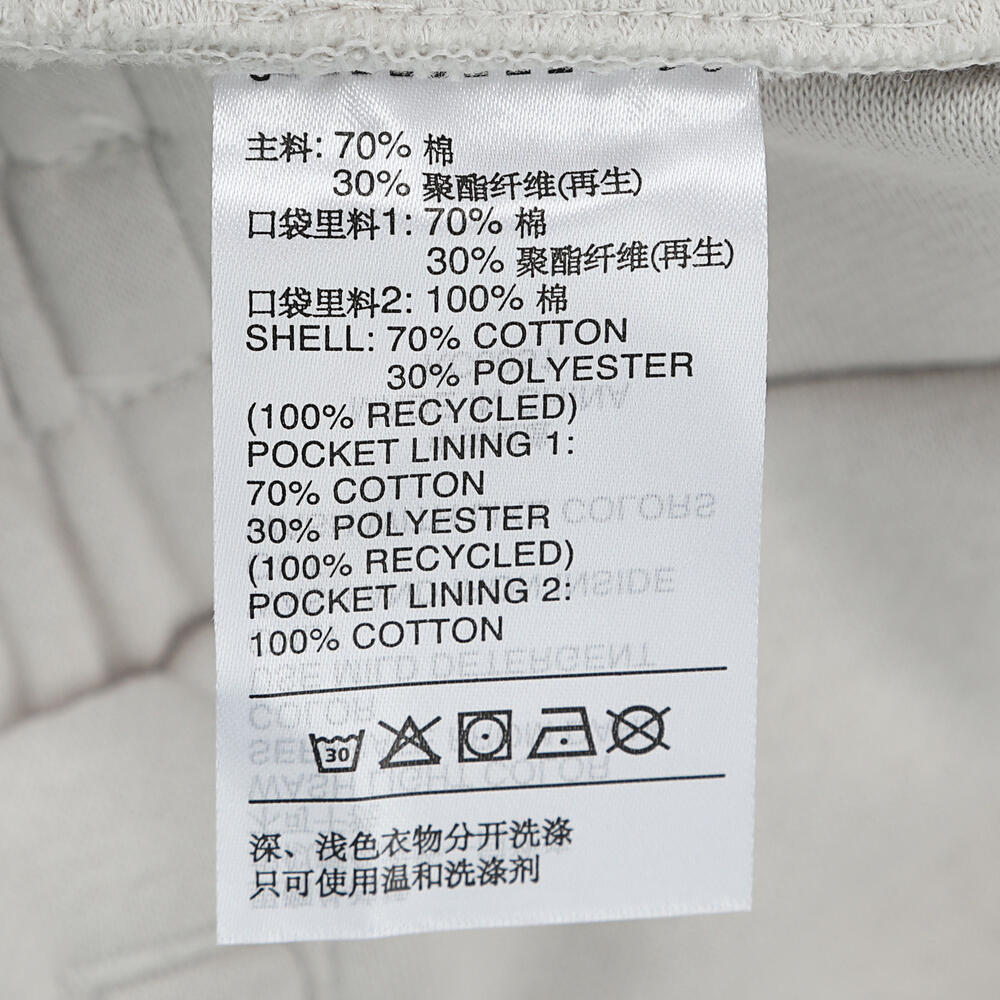 主料: 70% 棉
30% 聚酯纤维(再生)
口袋里料1: 70% 棉
30% 聚酯纤维(再生)
口袋里料2: 100% 棉
SHELL: 70% COTTON
30% POLYESTER
(100% RECYCLED)
POCKET LINING 1:
70% COTTON
30% POLYESTER
(100% RECYCLED)
POCKET LINING 2:
100% COTTON
30
深、浅色衣物分开洗涤
只可使用温和洗涤剂